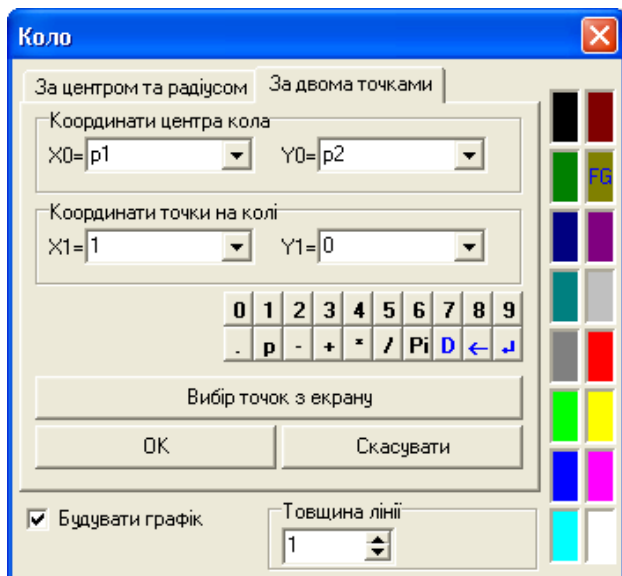 Коло
За центром та радіусом За двома точками
Координати центра кола
X0= p1 Y0= p2
FG
Координати точки на колі
X1= 1 Y1= 0
0 1 2 3 4 5 6 7 8 9
. p - + * / Pi D ← ↲
Вибір точок з екрану
OK Скасувати
Будувати графік
Товщина лінії
1